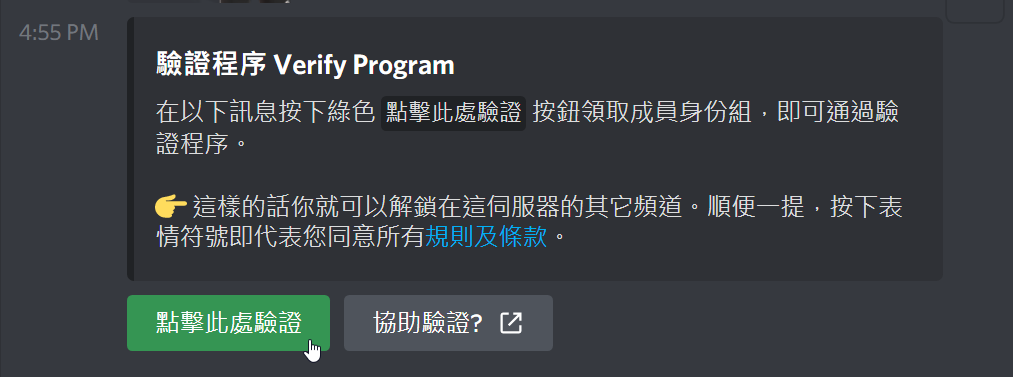 4:55 PM
驗證程序 Verify Program
在以下訊息按下綠色 點擊此處驗證 按鈕領取成員身份組，即可通過驗
證程序。
👉 這樣的話你就可以解鎖在這伺服器的其它頻道。順便一提，按下表
情符號即代表您同意所有規則及條款。
點擊此處驗證
協助驗證?